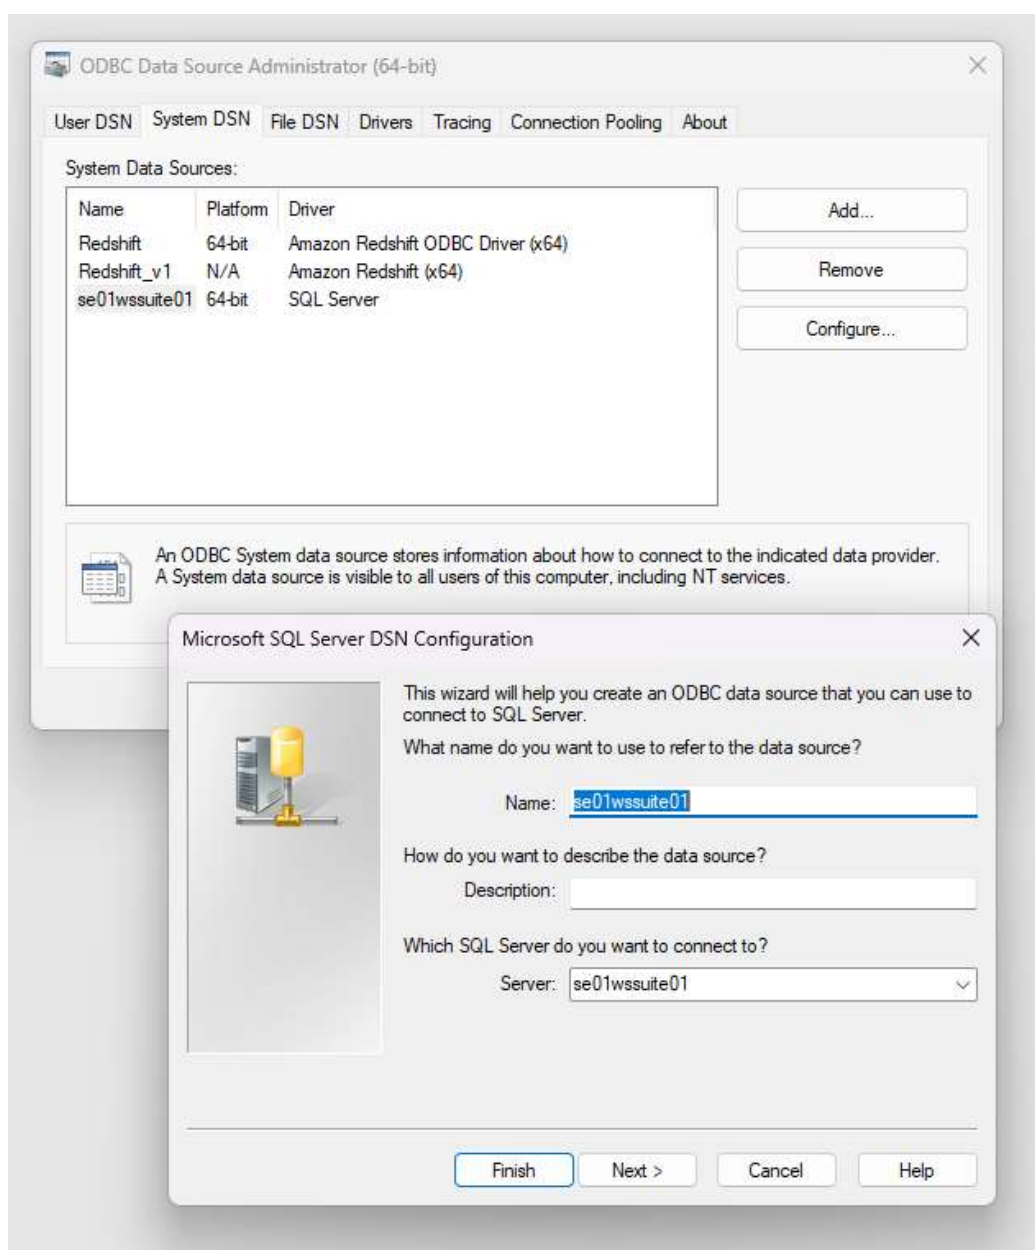 ODBC Data Source Administrator (64-bit)
User DSN System DSN File DSN Drivers Tracing Connection Pooling About
System Data Sources:
Name Platform Driver
Redshift 64-bit Amazon Redshift ODBC Driver (x64)
Redshift_v1 N/A Amazon Redshift (x64)
se01wssuite01 64-bit SQL Server
Add...
Remove
Configure...
An ODBC System data source stores information about how to connect to the indicated data provider.
A System data source is visible to all users of this computer, including NT services.
Microsoft SQL Server DSN Configuration
This wizard will help you create an ODBC data source that you can use to
connect to SQL Server.
What name do you want to use to refer to the data source?
Name: se01wssuite01
How do you want to describe the data source?
Description:
Which SQL Server do you want to connect to?
Server: se01wssuite01
Finish Next > Cancel Help